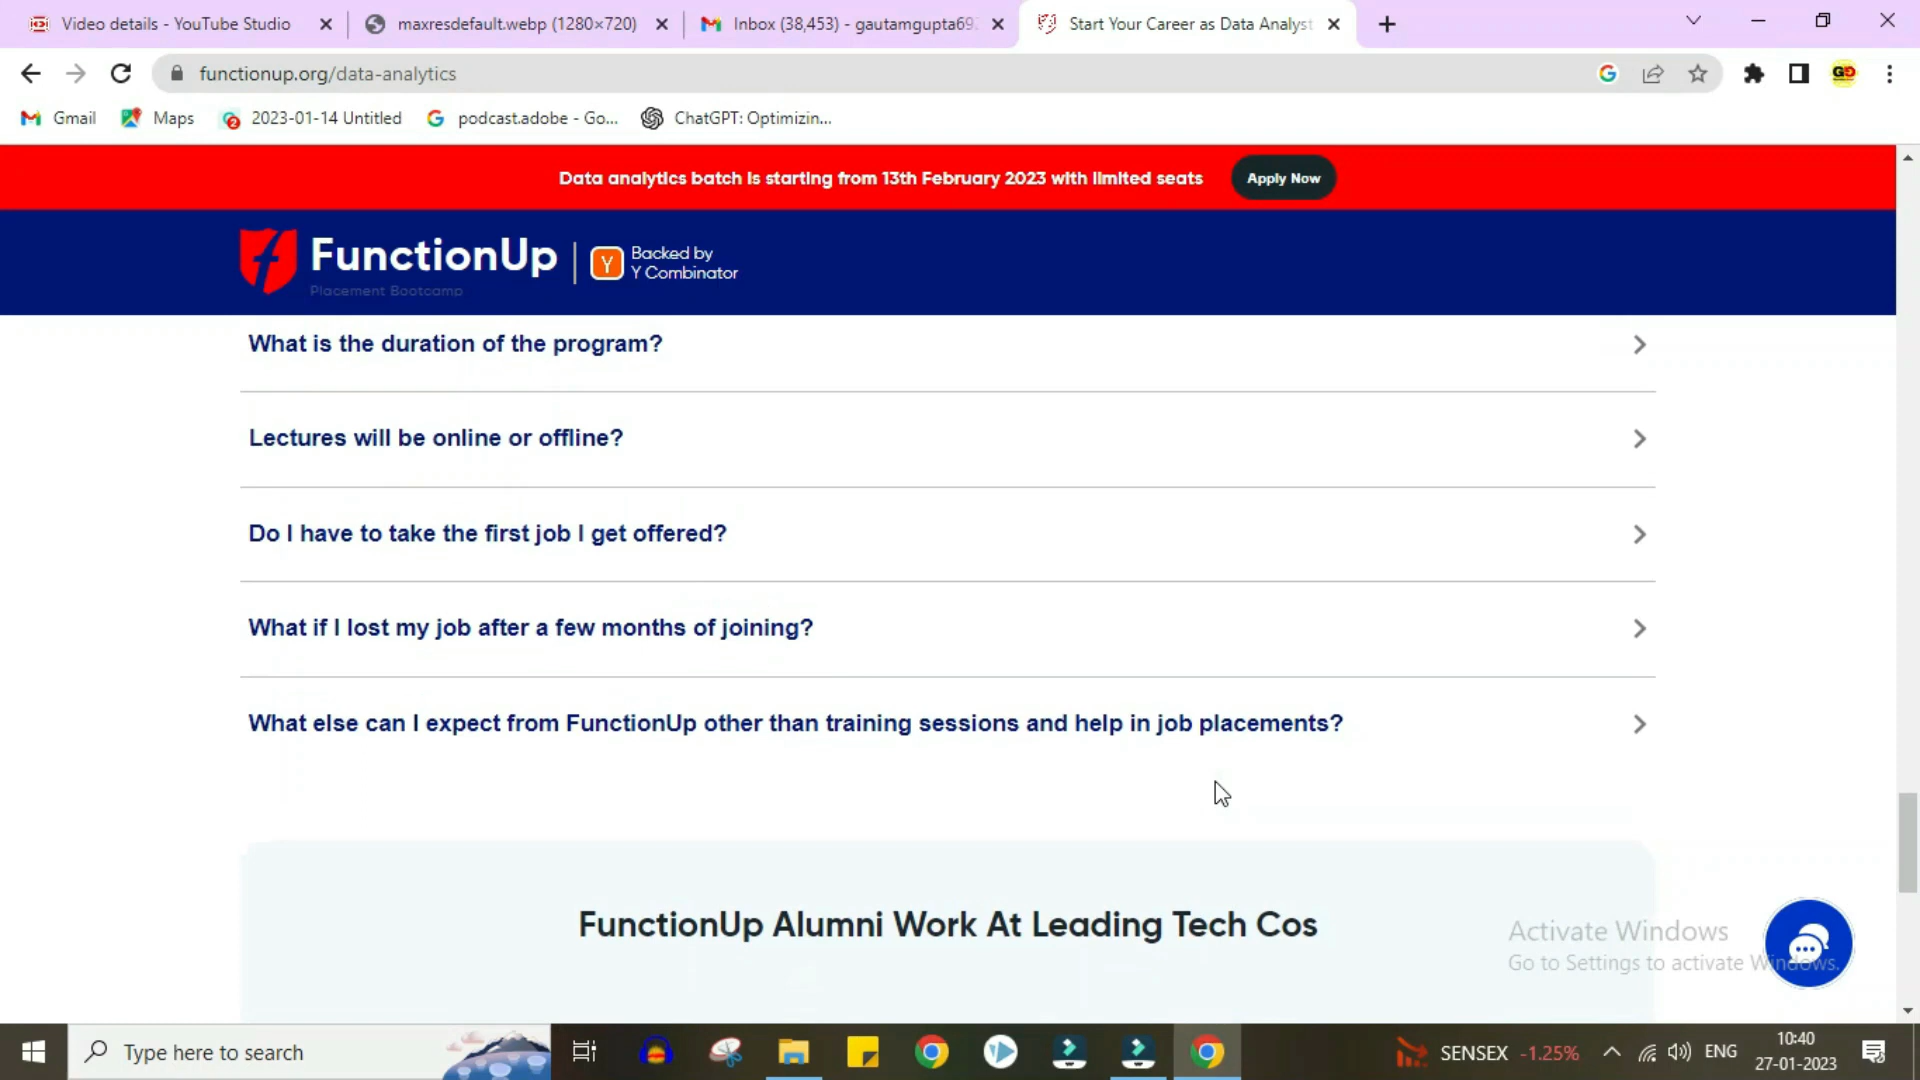 Video details - YouTube Studio
maxresdefault.webp (1280×720)
Inbox (38,453) - gautamgupta69
Start Your Career as Data Analyst
functionup.org/data-analytics
Gmail
Maps
2023-01-14 Untitled
podcast.adobe - Go...
ChatGPT: Optimizin...
Data analytics batch is starting from 13th February 2023 with limited seats
Apply Now
FunctionUp
Placement Bootcamp
Y
Backed by
Y Combinator
What is the duration of the program?
Lectures will be online or offline?
Do I have to take the first job I get offered?
What if I lost my job after a few months of joining?
What else can I expect from FunctionUp other than training sessions and help in job placements?
FunctionUp Alumni Work At Leading Tech Cos
Activate Windows
Go to Settings to activate Windows.
Type here to search
SENSEX -1.25%
ENG
10:40
27-01-2023